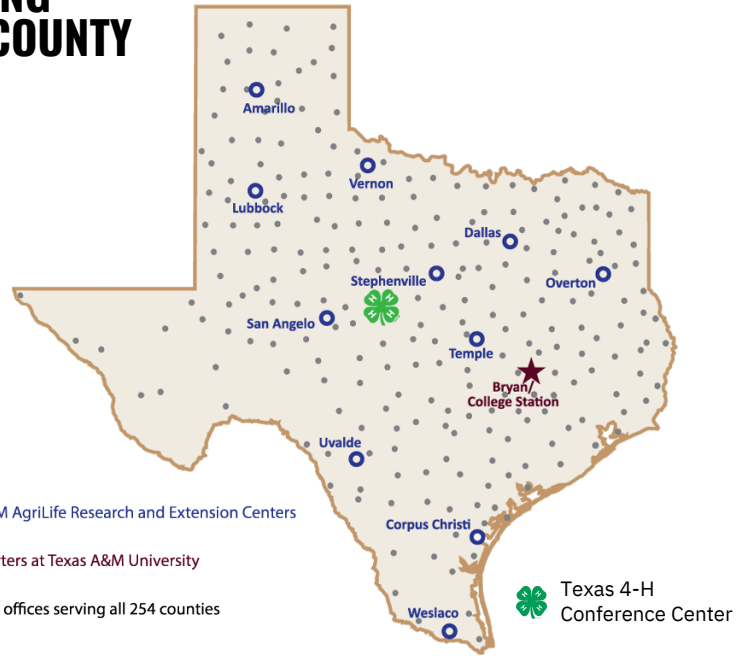 COUNTY
Amarillo
Vernon
Lubbock
Dallas
Stephenville
Overton
San Angelo
Temple
Bryan/
College Station
Uvalde
M AgriLife Research and Extension Centers
Corpus Christi
ters at Texas A&M University
Texas 4-H
Conference Center
offices serving all 254 counties
Weslaco
H H
H H